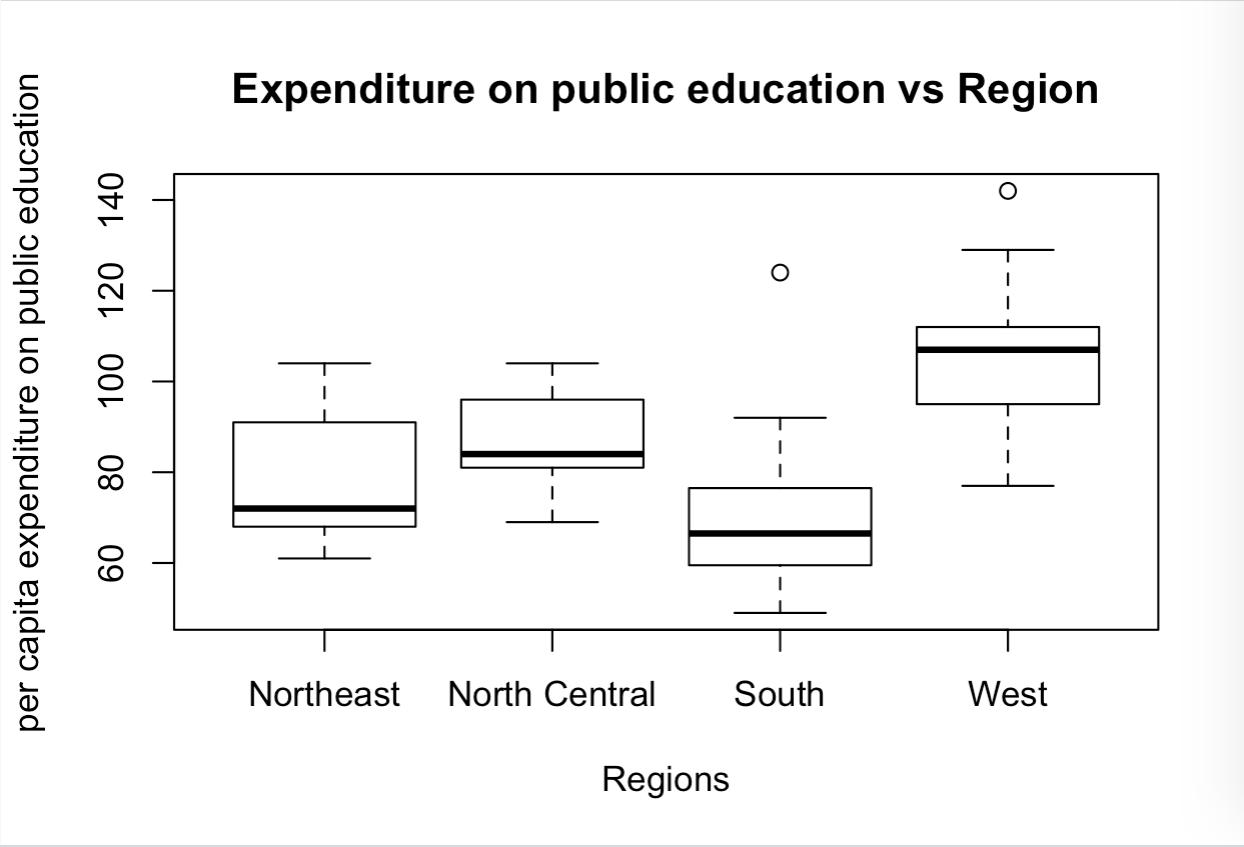 Expenditure on public education vs Region
per capita expenditure on public education
140
120
100
80
60
Northeast North Central South West
Regions